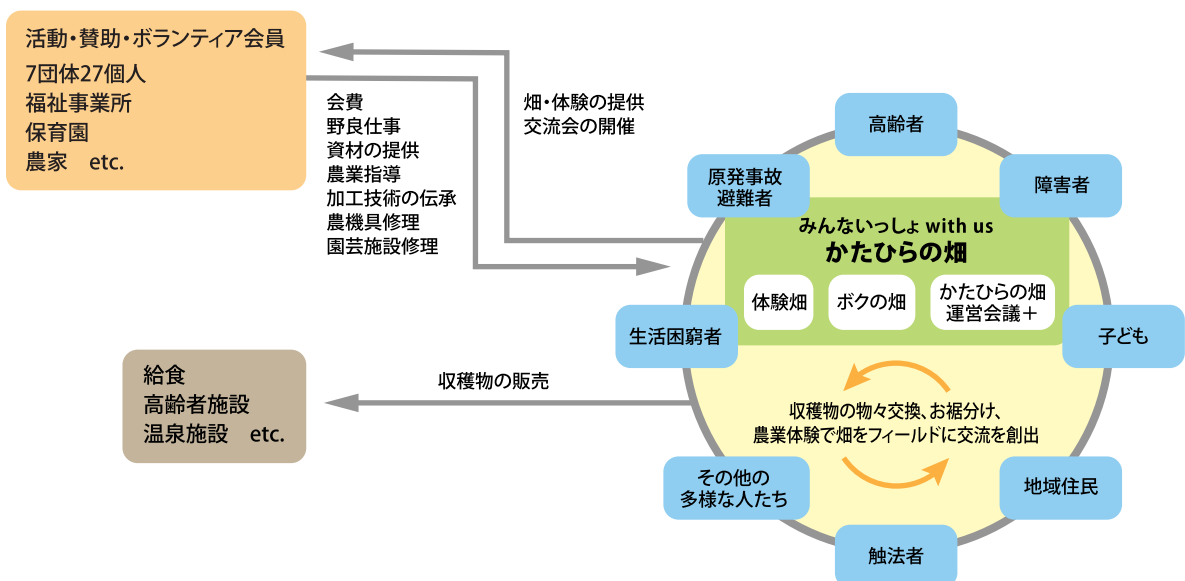 活動・賛助・ボランティア会員
7団体27個人
福祉事業所
保育園
農家　etc.
会費
野良仕事
資材の提供
農業指導
加工技術の伝承
農機具修理
園芸施設修理
畑・体験の提供
交流会の開催
高齢者
原発事故
避難者
障害者
みんないっしょ with us
かたひらの畑
体験畑
ボクの畑
かたひらの畑
運営会議＋
生活困窮者
子ども
給食
高齢者施設
温泉施設　etc.
収穫物の販売
収穫物の物々交換、お裾分け、
農業体験で畑をフィールドに交流を創出
その他の
多様な人たち
地域住民
触法者